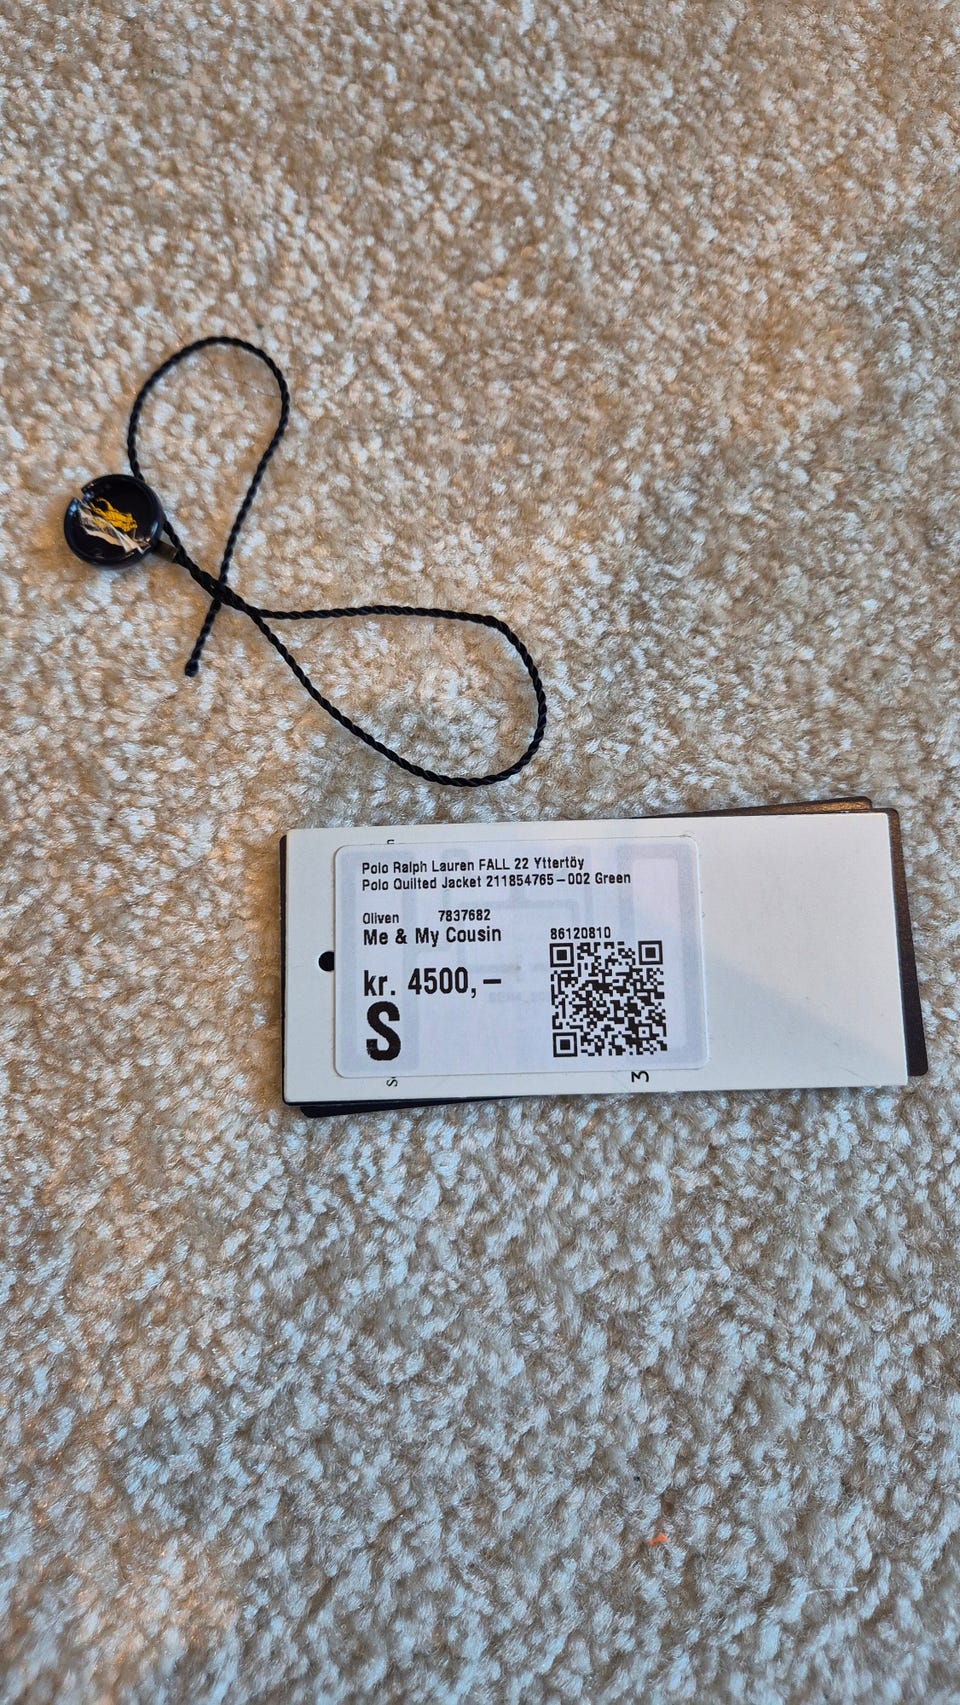 Polo Ralph Lauren FALL 22 Yttertöy
Polo Quilted Jacket 211854765-002 Green
Oliven 7837682
Me & My Cousin 86120810
kr. 4500,-
S
3